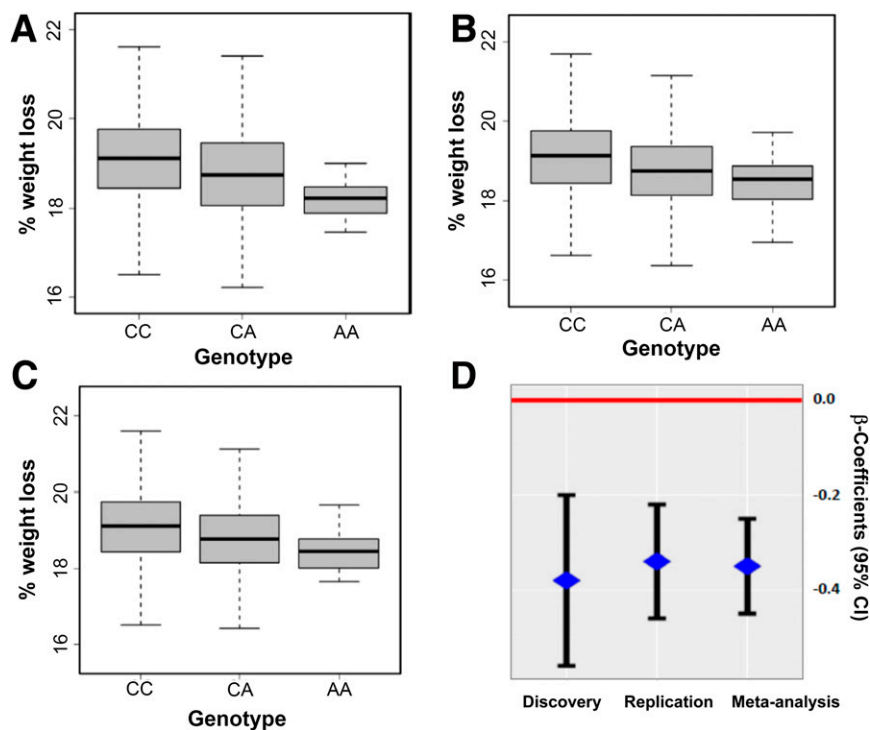 A
% weight loss
22
20
18
16
CC CA AA
Genotype
B
% weight loss
22
20
18
16
CC CA AA
Genotype
C
% weight loss
22
20
18
16
CC CA AA
Genotype
D
0.0
-0.2
-0.4
β-Coefficients (95% CI)
Discovery Replication Meta-analysis